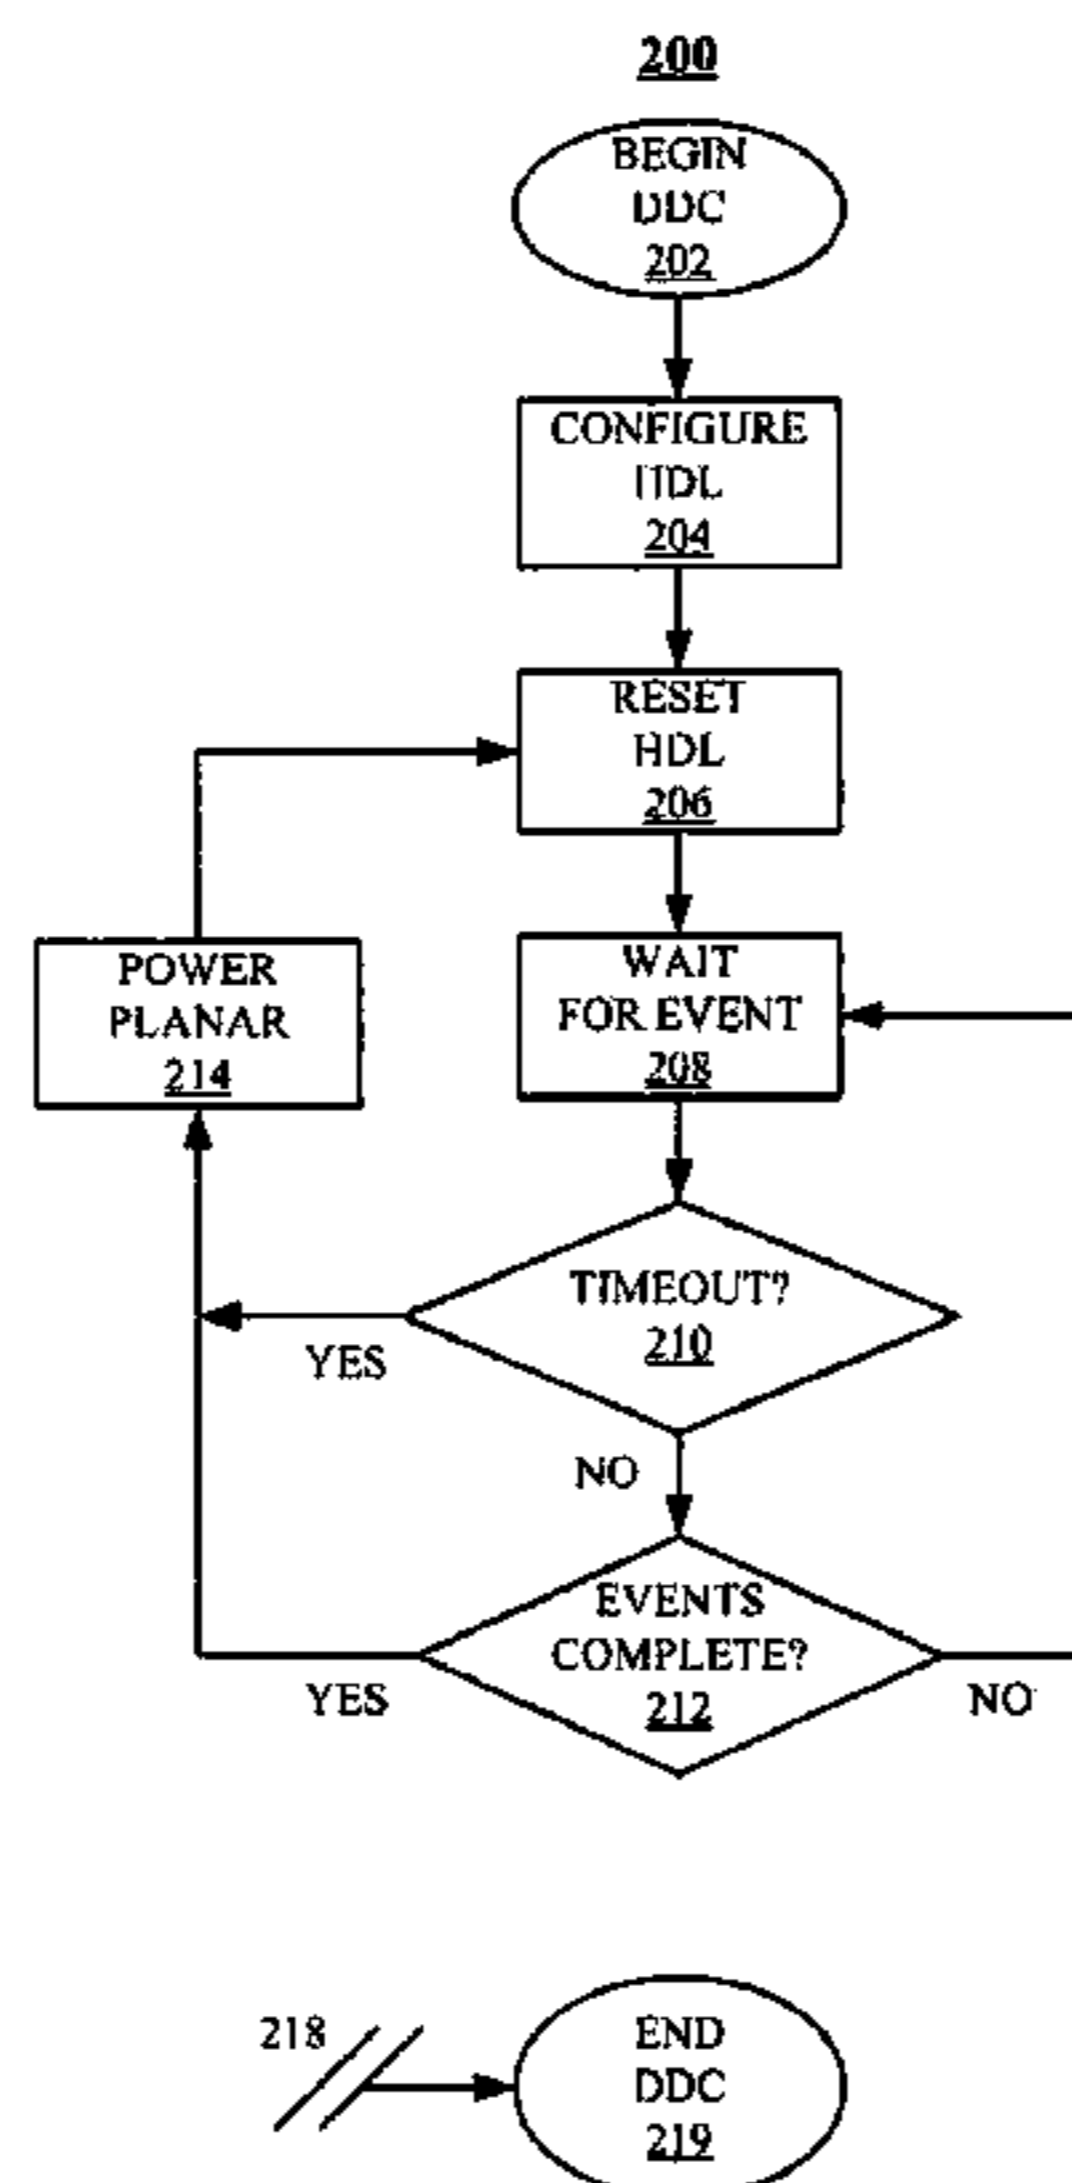 200
BEGIN
DDC
202
CONFIGURE
HDL
204
RESET
HDL
206
POWER
PLANAR
214
WAIT
FOR EVENT
208
TIMEOUT?
210
YES
NO
EVENTS
COMPLETE?
212
YES
NO
218
END
DDC
219